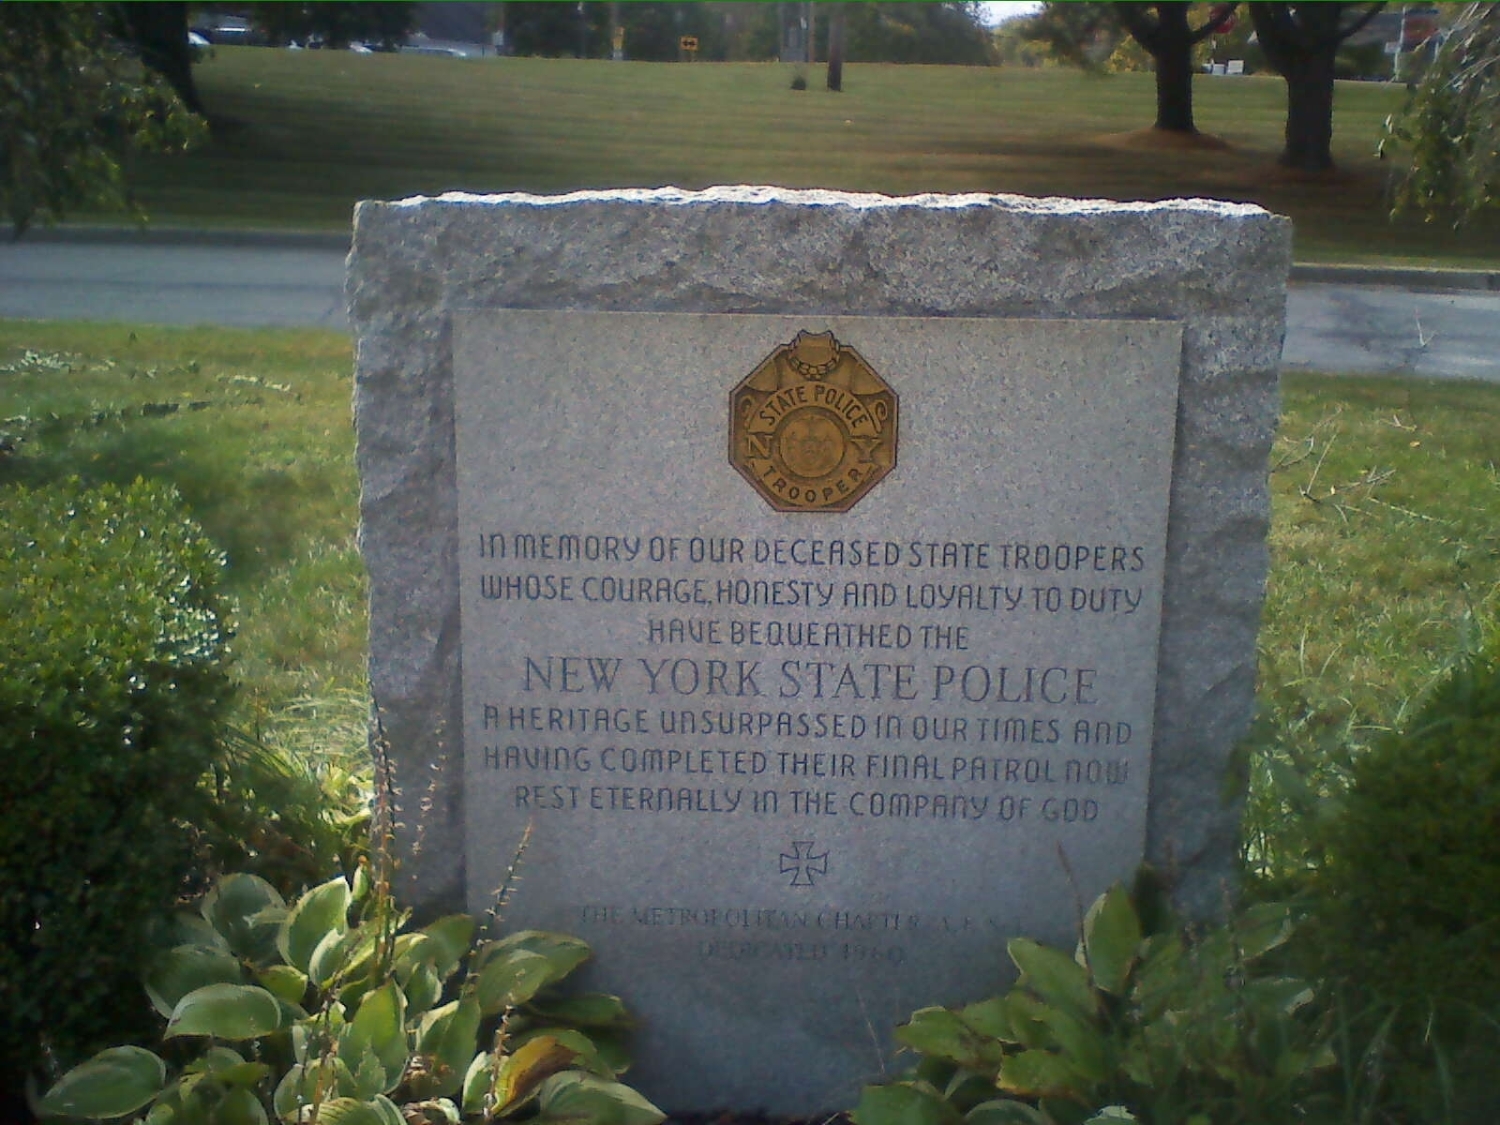 STATE POLICE
N Y
TROOPER
IN MEMORY OF OUR DECEASED STATE TROOPERS
WHOSE COURAGE, HONESTY AND LOYALTY TO DUTY
HAVE BEQUEATHED THE
NEW YORK STATE POLICE
A HERITAGE UNSURPASSED IN OUR TIMES AND
HAVING COMPLETED THEIR FINAL PATROL NOW
REST ETERNALLY IN THE COMPANY OF GOD
THE METROPOLITAN CHAPTER
DEDICATED